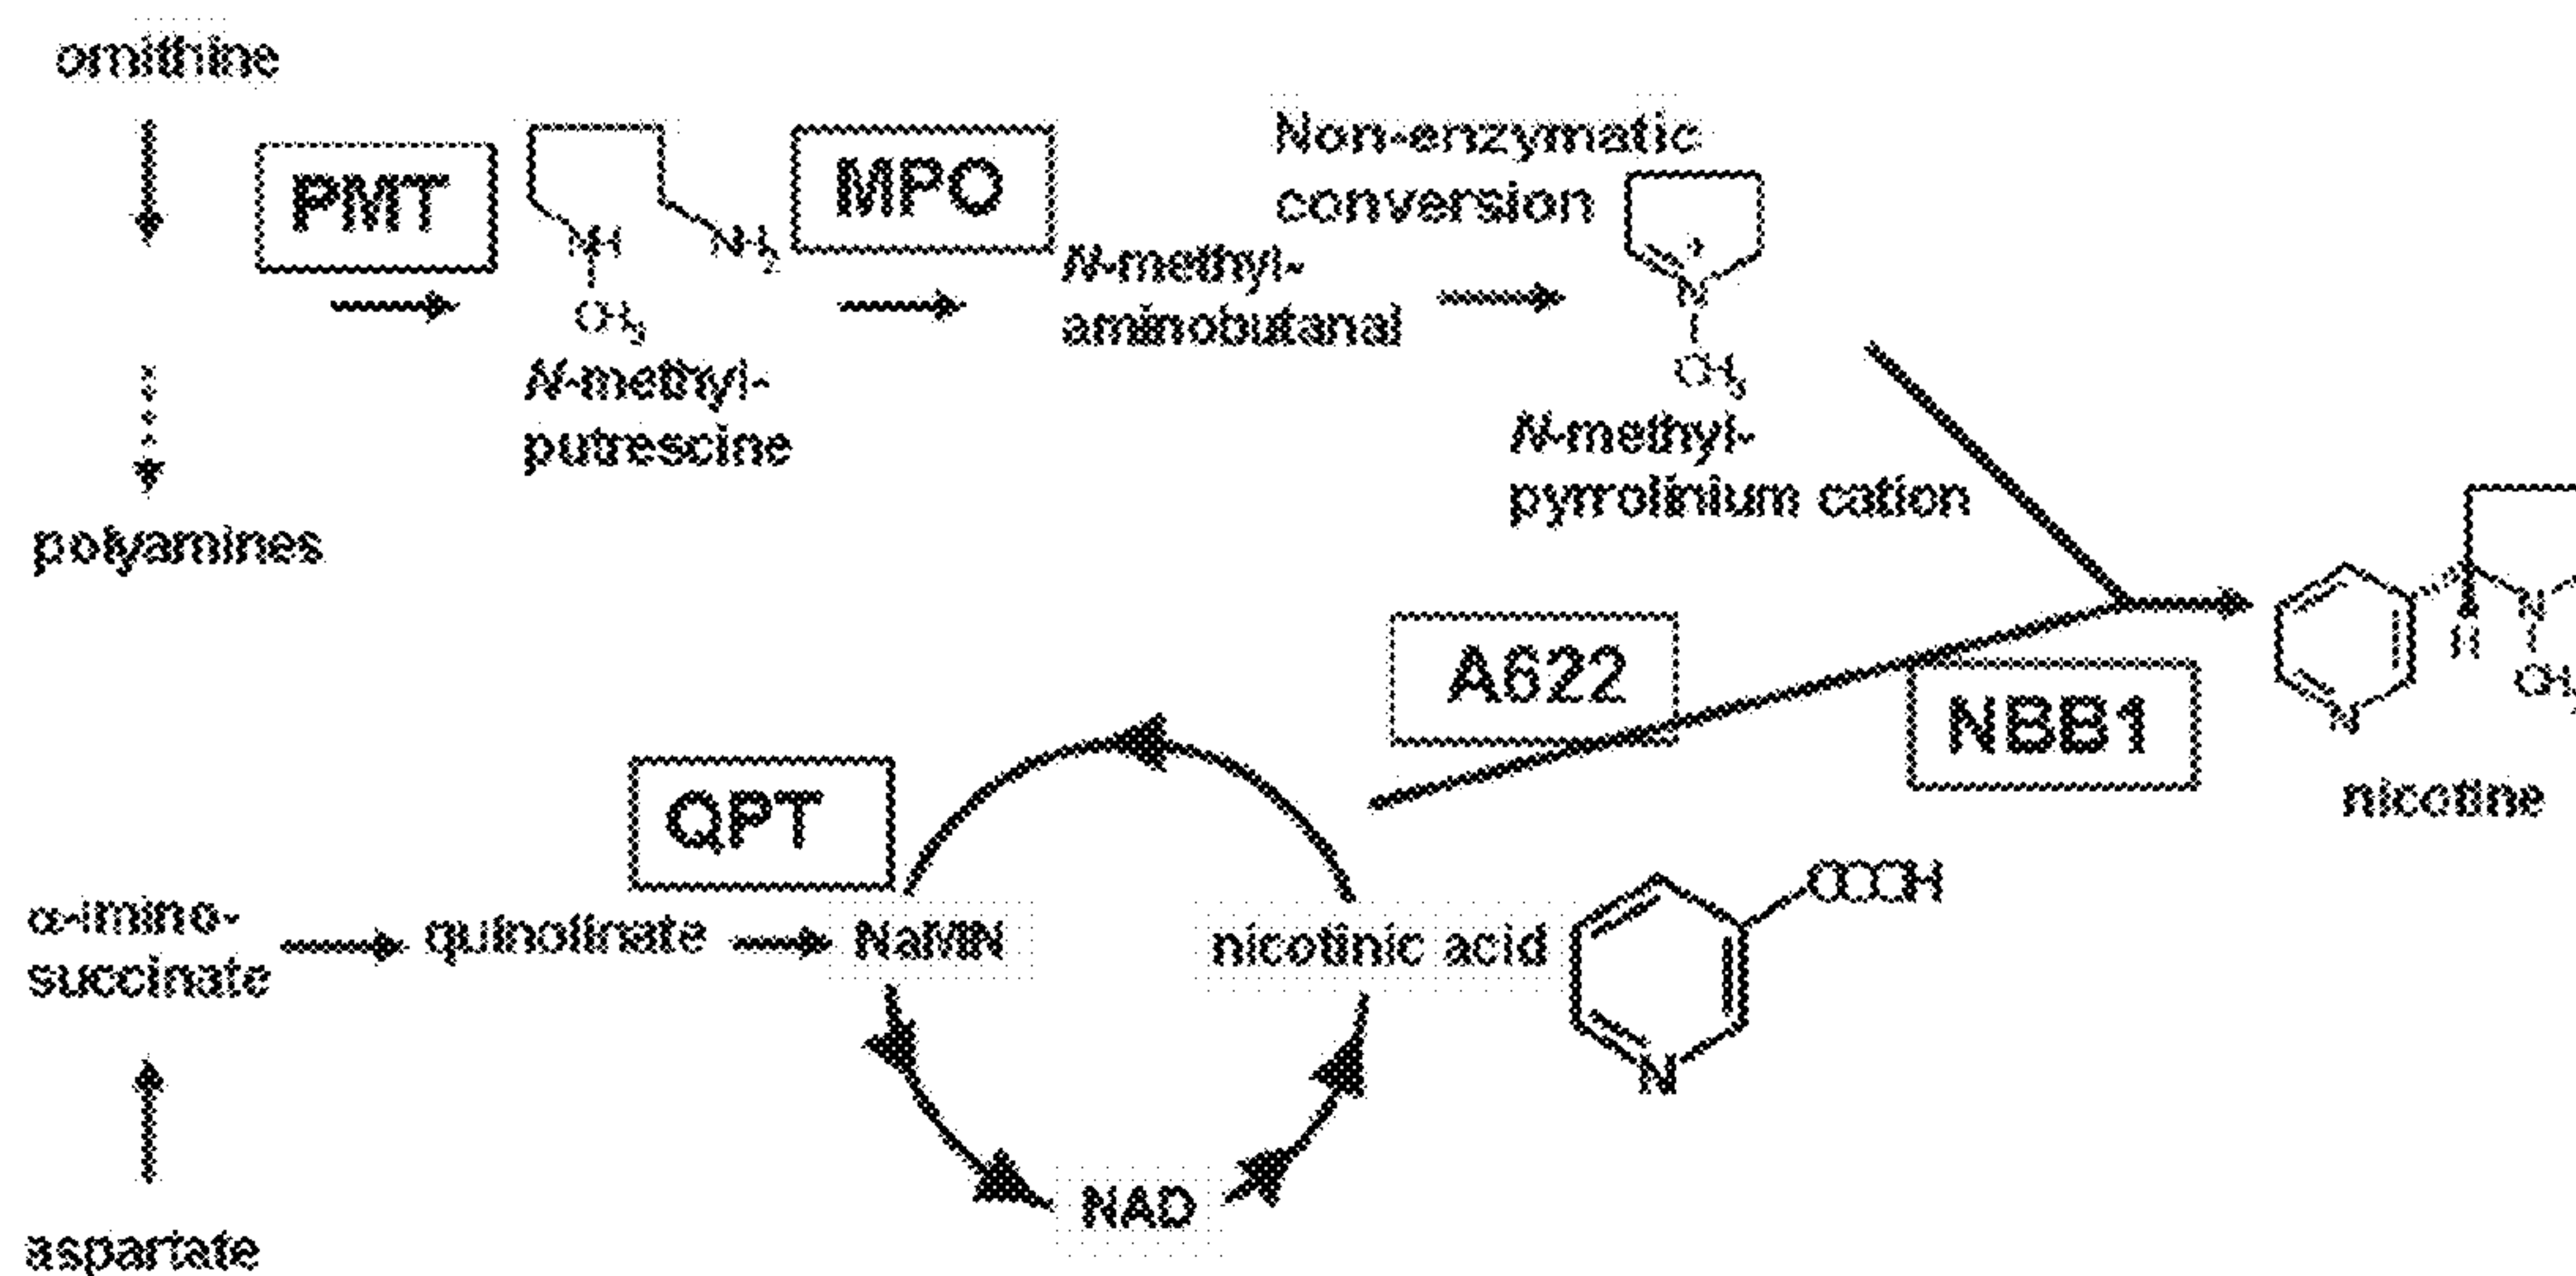 ornithine
PMT
NH
NH2
CH3
N-methyl-
putrescine
MPO
N-methyl-
aminobutanal
Non-enzymatic
conversion
+
N
CH3
N-methyl-
pyrrolinium cation
polyamines
A622
NBB1
N
H
N
CH3
nicotine
QPT
α-imino-
succinate
quinolinate
NaMN
nicotinic acid
COOH
N
NAD
aspartate